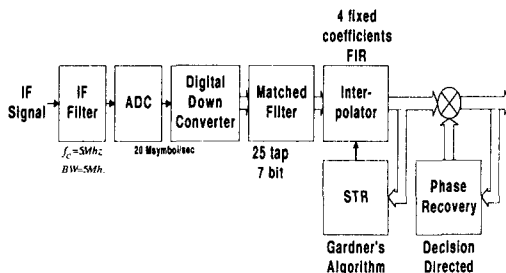 4 fixed
coefficients
FIR
IF
Signal
IF
Filter
ADC
Digital
Down
Converter
Matched
Filter
Inter-
polator
fc=5Mhz
BW=5Mh.
20 Msymbol/sec
25 tap
7 bit
STR
Phase
Recovery
Gardner's
Algorithm
Decision
Directed